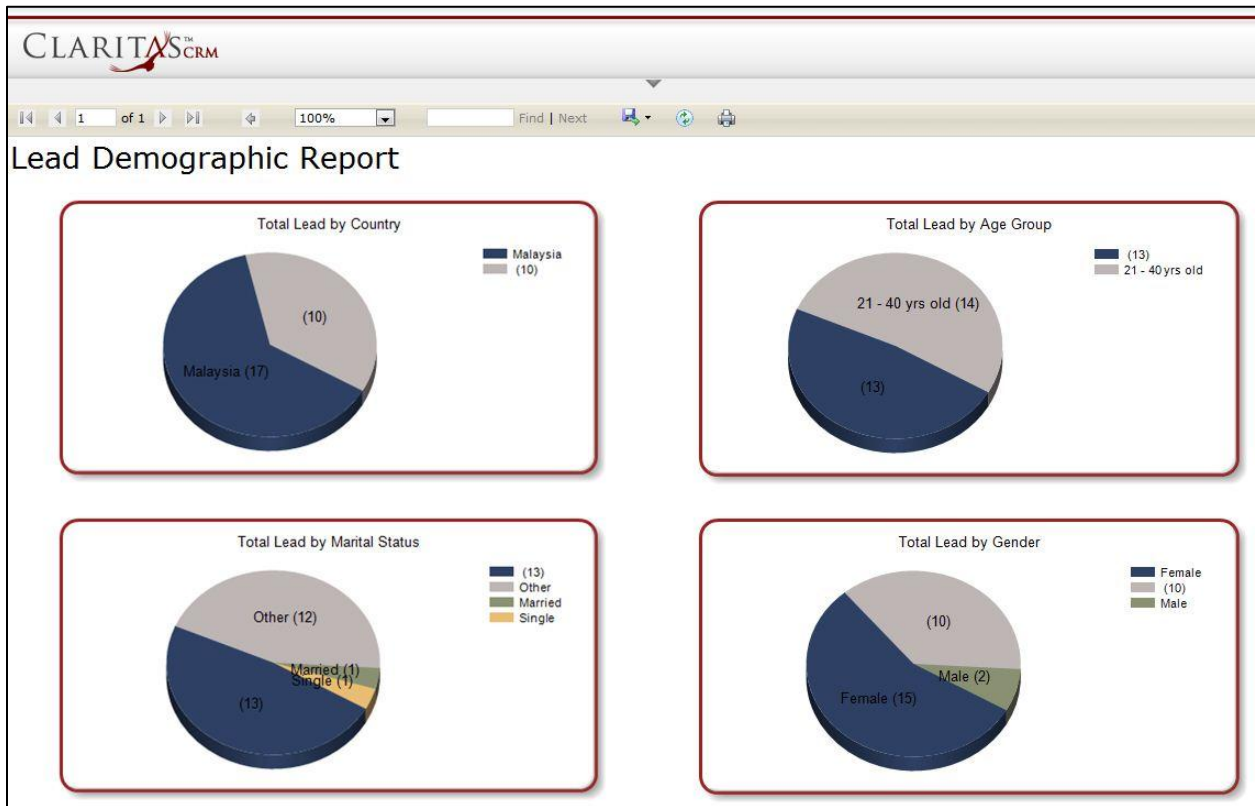 CLARITAS™CRM
1 of 1 100% Find | Next
Lead Demographic Report
Total Lead by Country
Malaysia
(10)
(10)
Malaysia (17)
Total Lead by Age Group
(13)
21 - 40 yrs old
21 - 40 yrs old (14)
(13)
Total Lead by Marital Status
(13)
Other
Married
Single
Other (12)
Married (1)
Single (1)
(13)
Total Lead by Gender
Female
(10)
Male
(10)
Male (2)
Female (15)